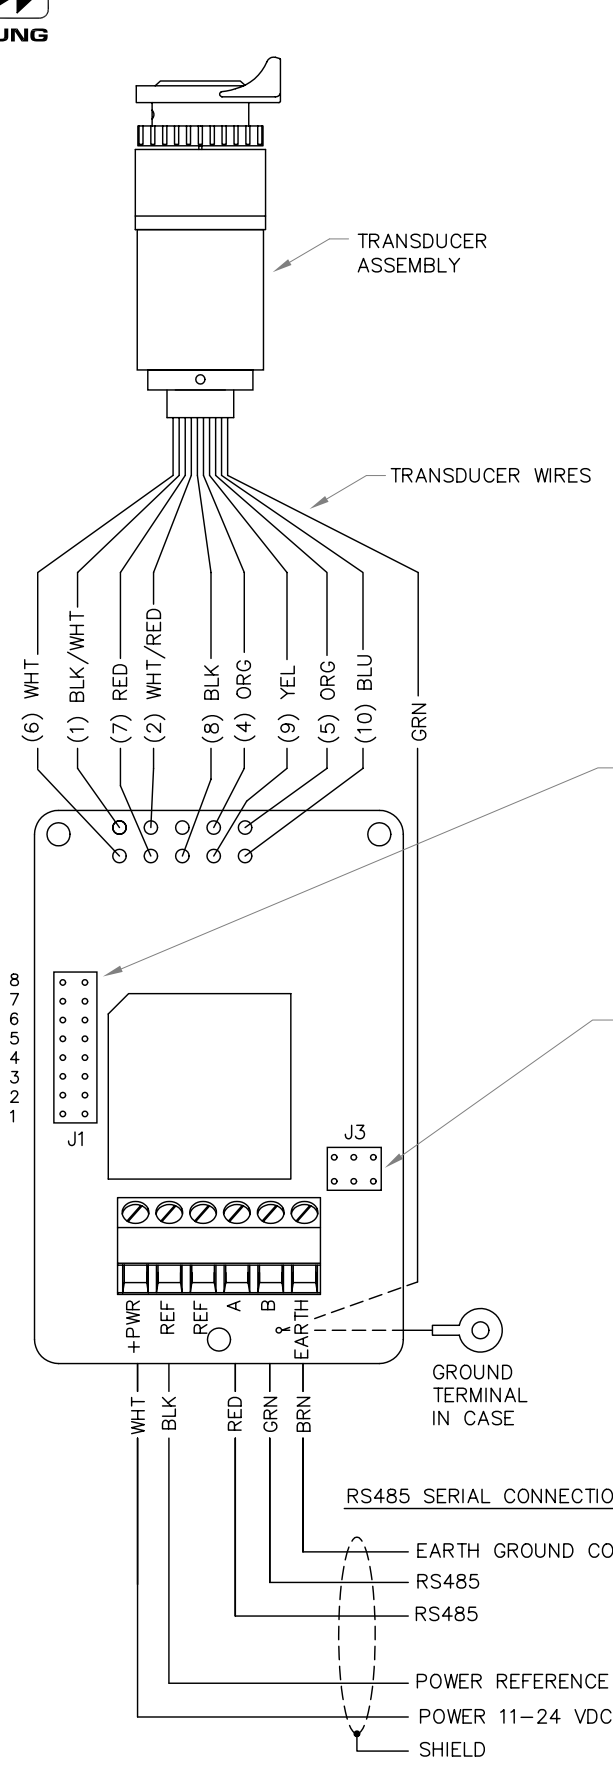 UNG
TRANSDUCER
ASSEMBLY
TRANSDUCER WIRES
(6) WHT
(1) BLK/WHT
(7) RED
(2) WHT/RED
(8) BLK
(4) ORG
(9) YEL
(5) ORG
(10) BLU
GRN
8
7
6
5
4
3
2
1
J1
J3
+PWR
REF
REF
A
B
EARTH
GROUND
TERMINAL
IN CASE
WHT
BLK
RED
GRN
BRN
RS485 SERIAL CONNECTIO
EARTH GROUND CO
RS485
RS485
POWER REFERENCE
POWER 11–24 VDC
SHIELD